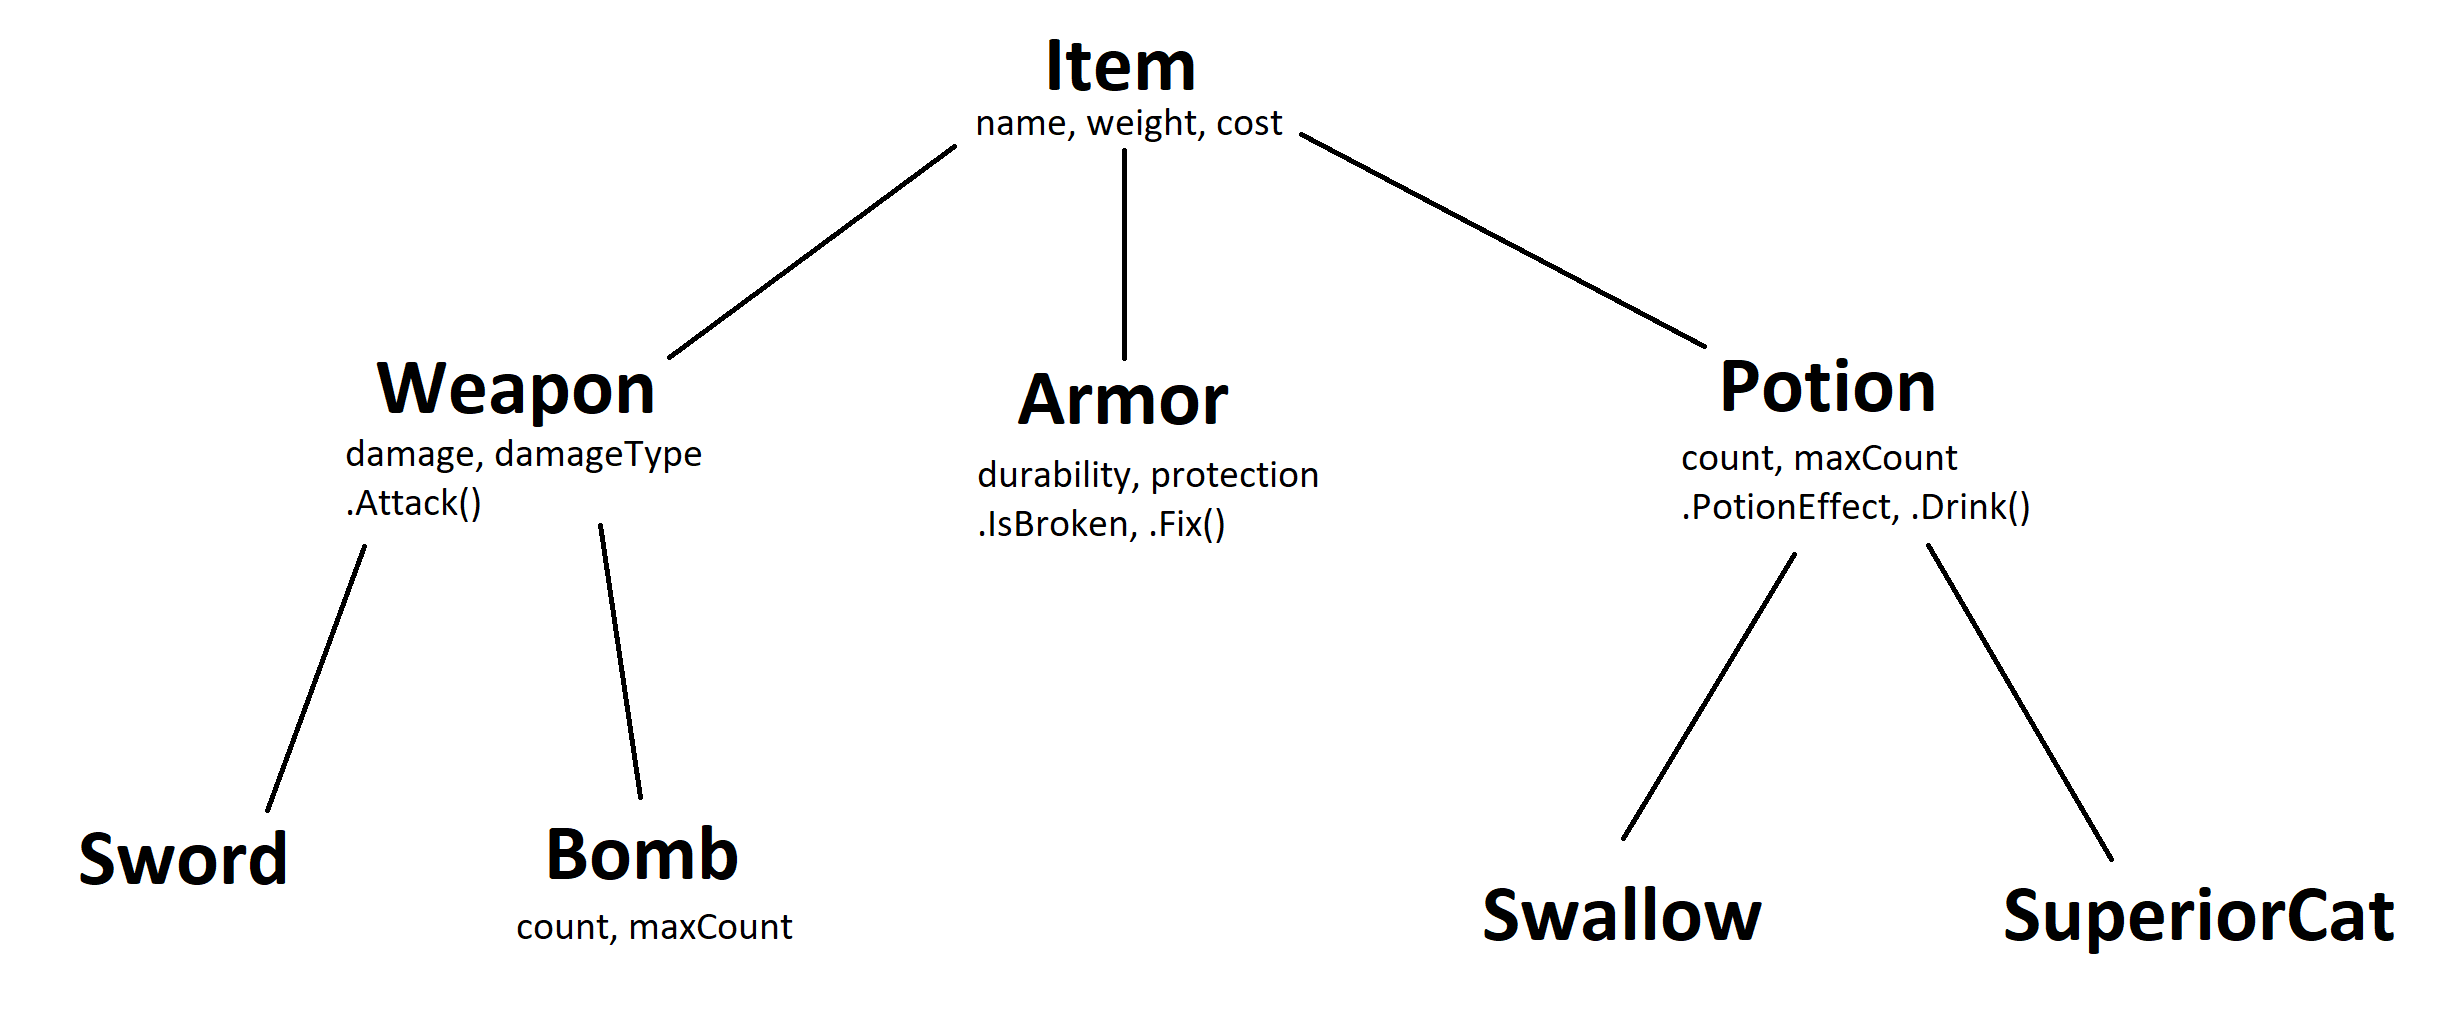 Item
name, weight, cost
Weapon
damage, damageType
.Attack()
Armor
durability, protection
.IsBroken, .Fix()
Potion
count, maxCount
.PotionEffect, .Drink()
Sword
Bomb
count, maxCount
Swallow
SuperiorCat